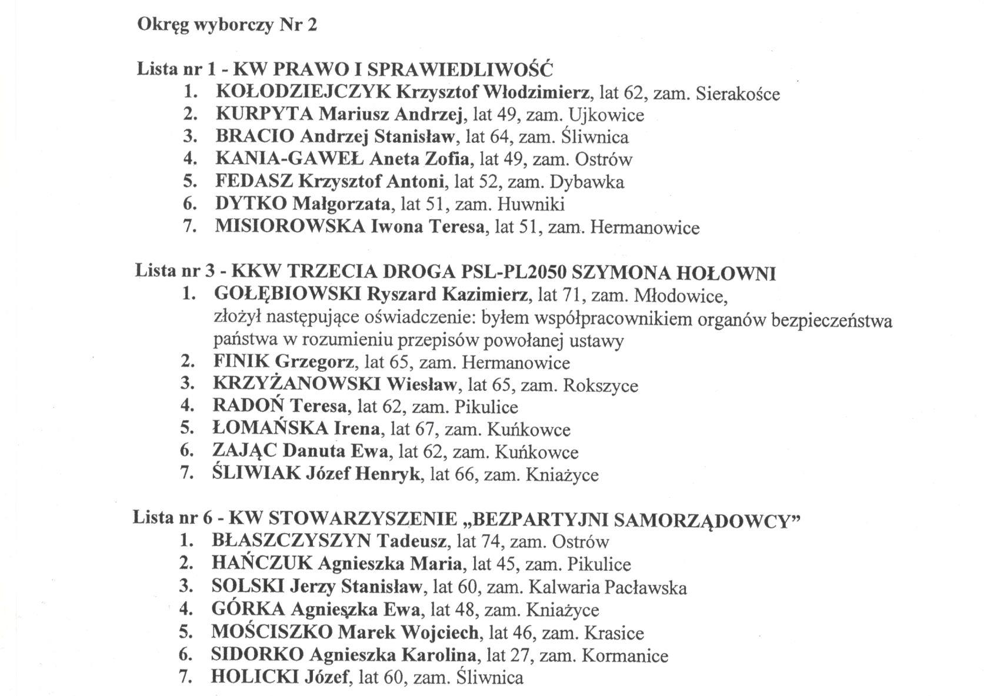 Okręg wyborczy Nr 2
Lista nr 1 - KW PRAWO I SPRAWIEDLIWOŚĆ
1. KOŁODZIEJCZYK Krzysztof Włodzimierz, lat 62, zam. Sierakośce
2. KURPYTA Mariusz Andrzej, lat 49, zam. Ujkowice
3. BRACIO Andrzej Stanisław, lat 64, zam. Śliwnica
4. KANIA-GAWEŁ Aneta Zofia, lat 49, zam. Ostrów
5. FEDASZ Krzysztof Antoni, lat 52, zam. Dybawka
6. DYTKO Małgorzata, lat 51, zam. Huwniki
7. MISIOROWSKA Iwona Teresa, lat 51, zam. Hermanowice
Lista nr 3 - KKW TRZECIA DROGA PSL-PL2050 SZYMONA HOŁOWNI
1. GOŁĘBIOWSKI Ryszard Kazimierz, lat 71, zam. Młodowice,
złożył następujące oświadczenie: byłem współpracownikiem organów bezpieczeństwa
państwa w rozumieniu przepisów powołanej ustawy
2. FINIK Grzegorz, lat 65, zam. Hermanowice
3. KRZYŻANOWSKI Wiesław, lat 65, zam. Rokszyce
4. RADOŃ Teresa, lat 62, zam. Pikulice
5. ŁOMAŃSKA Irena, lat 67, zam. Kuńkowce
6. ZAJĄC Danuta Ewa, lat 62, zam. Kuńkowce
7. ŚLIWIAK Józef Henryk, lat 66, zam. Kniażyce
Lista nr 6 - KW STOWARZYSZENIE „BEZPARTYJNI SAMORZĄDOWCY”
1. BŁASZCZYSZYN Tadeusz, lat 74, zam. Ostrów
2. HAŃCZUK Agnieszka Maria, lat 45, zam. Pikulice
3. SOLSKI Jerzy Stanisław, lat 60, zam. Kalwaria Pacławska
4. GÓRKA Agnieszka Ewa, lat 48, zam. Kniażyce
5. MOŚCISZKO Marek Wojciech, lat 46, zam. Krasice
6. SIDORKO Agnieszka Karolina, lat 27, zam. Kormanice
7. HOLICKI Józef, lat 60, zam. Śliwnica